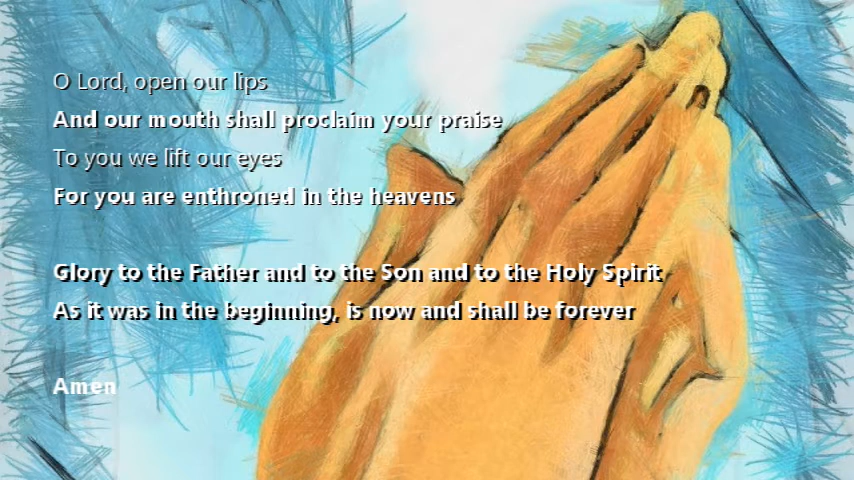 O Lord, open our lips
And our mouth shall proclaim your praise
To you we lift our eyes
For you are enthroned in the heavens
Glory to the Father and to the Son and to the Holy Spirit
As it was in the beginning, is now and shall be forever
Amen